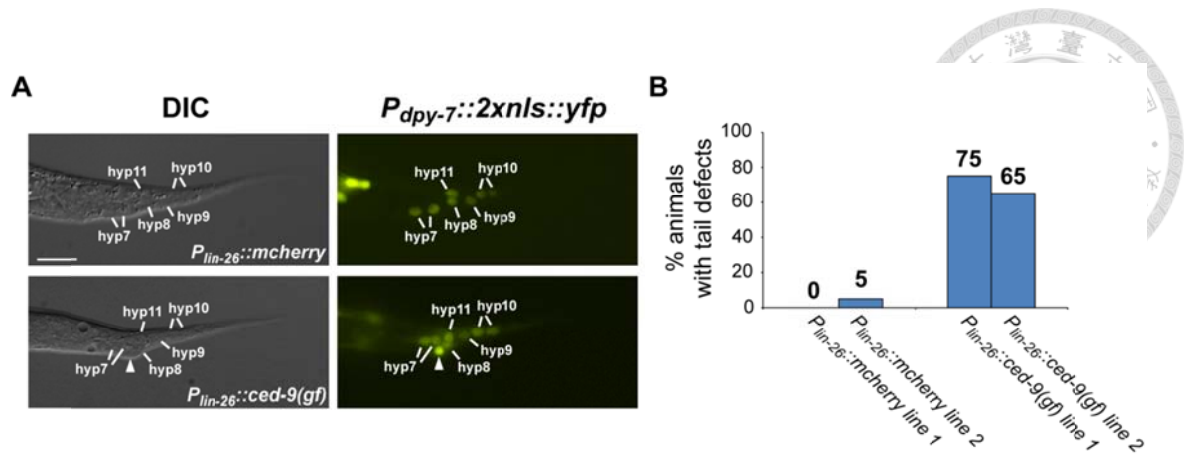 灣臺
A
DIC
Pdpy-7::2xnls::yfp
hyp11
hyp10
hyp7
hyp8
hyp9
Plin-26::mcherry
hyp11
hyp10
hyp7
hyp8
hyp9
hyp11
hyp10
hyp7
hyp8
hyp9
Plin-26::ced-9(gf)
hyp11
hyp10
hyp7
hyp8
hyp9
B
% animals
with tail defects
100
80
60
40
20
0
0
5
75
65
Plin-26::mcherry line 1
Plin-26::mcherry line 2
Plin-26::ced-9(gf) line 1
Plin-26::ced-9(gf) line 2